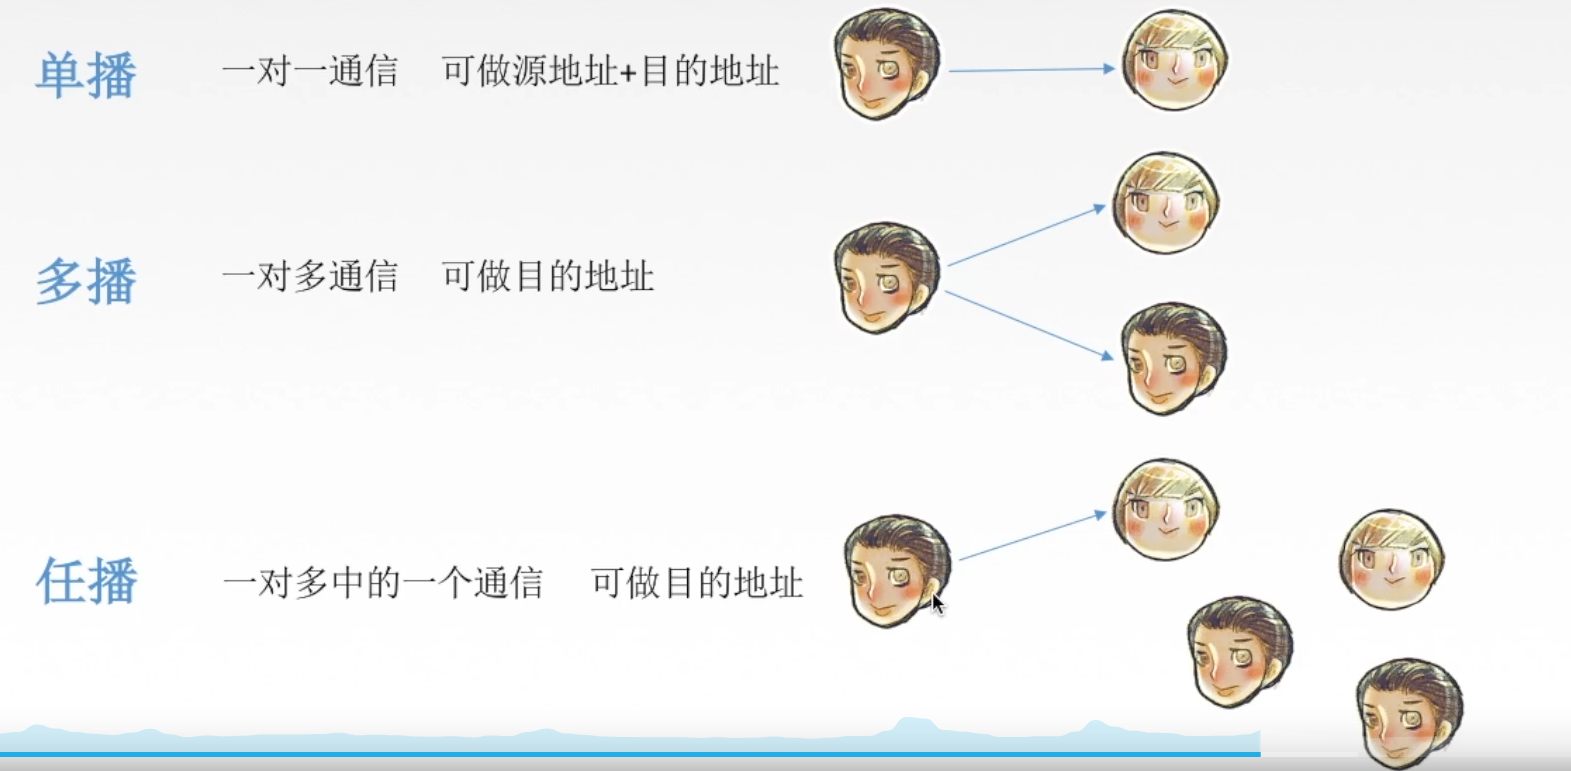 单播 一对一通信 可做源地址+目的地址
多播 一对多通信 可做目的地址
任播 一对多中的一个通信 可做目的地址